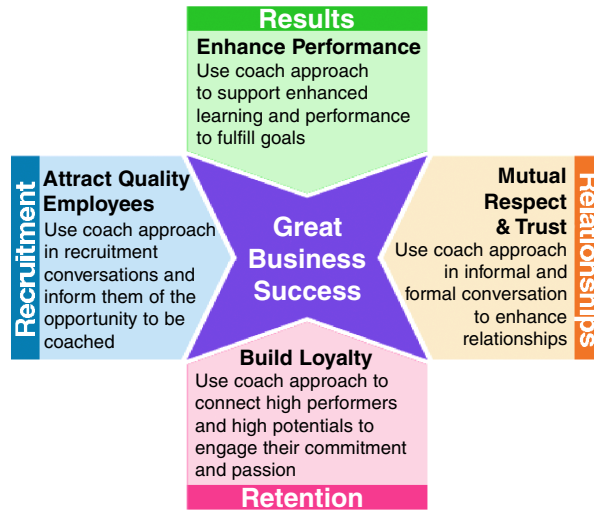 Results
Enhance Performance
Use coach approach
to support enhanced
learning and performance
to fulfill goals
Recruitment
Attract Quality
Employees
Use coach approach
in recruitment
conversations and
inform them of the
opportunity to be
coached
Great
Business
Success
Mutual
Respect
& Trust
Use coach approach
in informal and
formal conversation
to enhance
relationships
Relationships
Build Loyalty
Use coach approach to
connect high performers
and high potentials to
engage their commitment
and passion
Retention